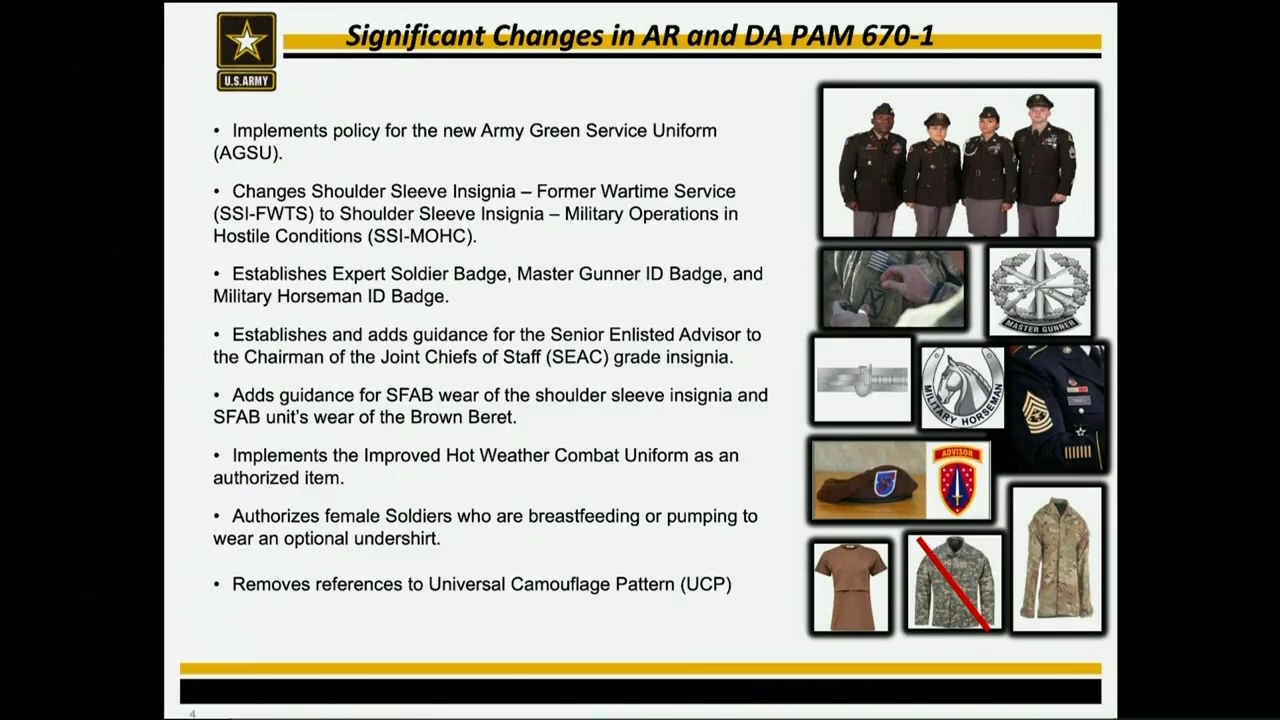 Significant Changes in AR and DA PAM 670-1
U.S.ARMY
• Implements policy for the new Army Green Service Uniform
(AGSU).
• Changes Shoulder Sleeve Insignia – Former Wartime Service
(SSI-FWTS) to Shoulder Sleeve Insignia – Military Operations in
Hostile Conditions (SSI-MOHC).
• Establishes Expert Soldier Badge, Master Gunner ID Badge, and
Military Horseman ID Badge.
• Establishes and adds guidance for the Senior Enlisted Advisor to
the Chairman of the Joint Chiefs of Staff (SEAC) grade insignia.
• Adds guidance for SFAB wear of the shoulder sleeve insignia and
SFAB unit's wear of the Brown Beret.
• Implements the Improved Hot Weather Combat Uniform as an
authorized item.
• Authorizes female Soldiers who are breastfeeding or pumping to
wear an optional undershirt.
• Removes references to Universal Camouflage Pattern (UCP)
MASTER GUNNER
MILITARY HORSEMAN
ADVISOR
4